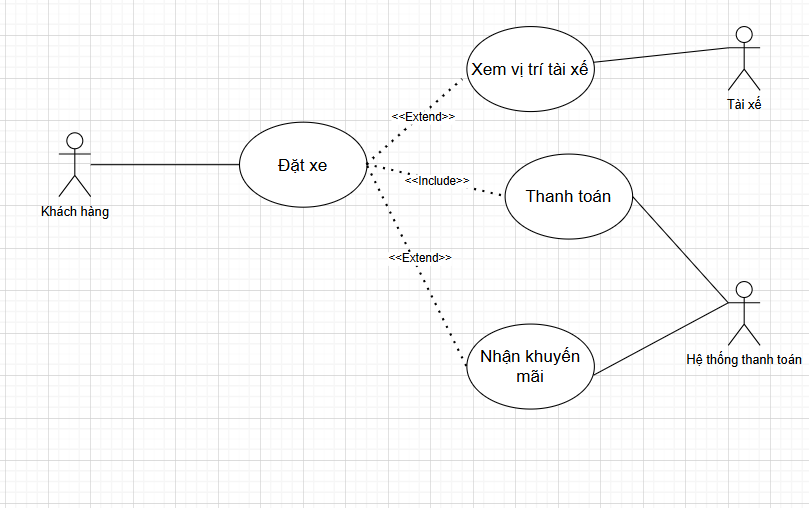 Xem vị trí tài xế
Tài xế
<<Extend>>
Khách hàng
Đặt xe
<<Include>>
Thanh toán
<<Extend>>
Nhận khuyến
mãi
Hệ thống thanh toán